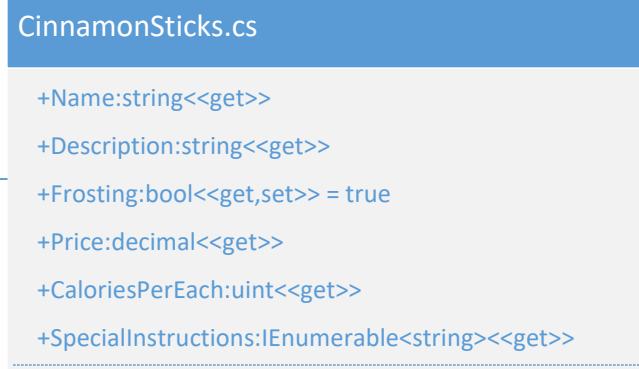 CinnamonSticks.cs
+Name:string<<get>>
+Description:string<<get>>
+Frosting:bool<<get,set>> = true
+Price:decimal<<get>>
+CaloriesPerEach:uint<<get>>
+SpecialInstructions:IEnumerable<string><<get>>